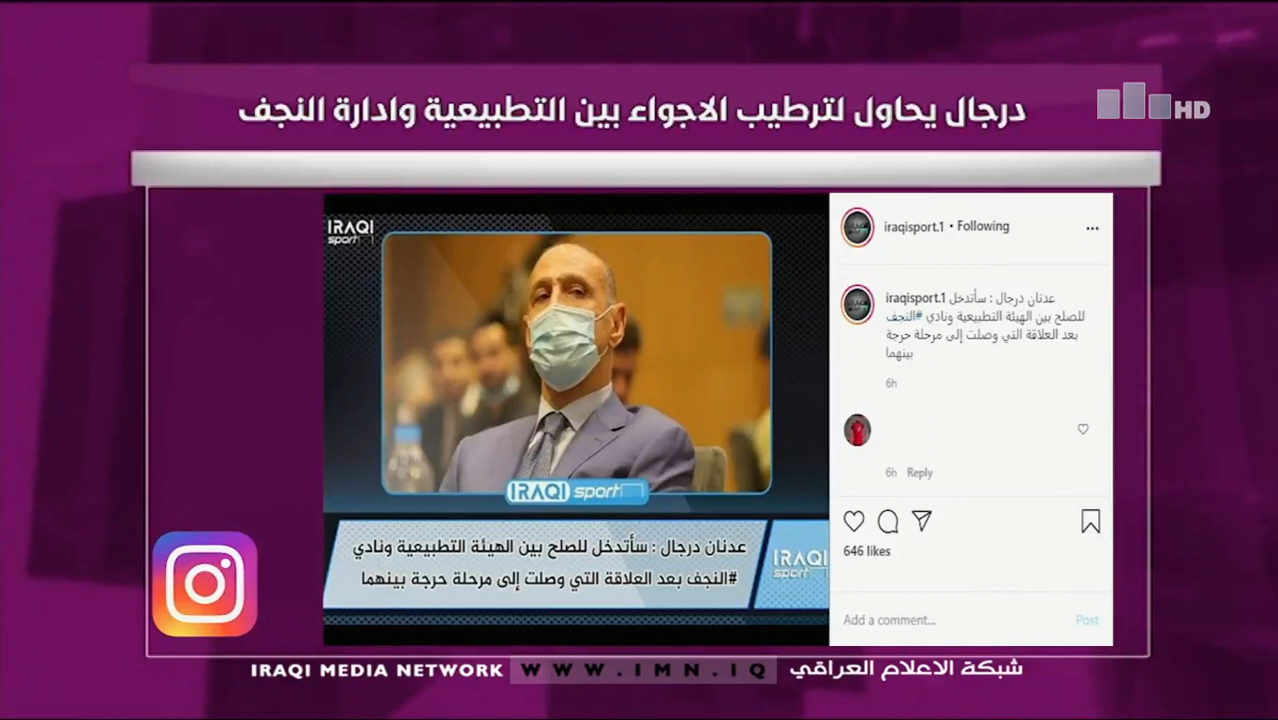 درجال يحاول لترطيب الاجواء بين التطبيعية وادارة النجف
HD
IRAQI
sport
iraqisport.1 • Following
iraqisport.1 عدنان درجال : سأتدخل
للصلح بين الهيئة التطبيعية ونادي #النجف
بعد العلاقة التي وصلت إلى مرحلة حرجة
بينهما
6h
6h Reply
IRAQI sport
عدنان درجال : سأتدخل للصلح بين الهيئة التطبيعية ونادي
#النجف بعد العلاقة التي وصلت إلى مرحلة حرجة بينهما
IRAQI
sport
646 likes
Add a comment... Post
IRAQI MEDIA NETWORK WWW.IMN.IQ شبكة الاعلام العراقي